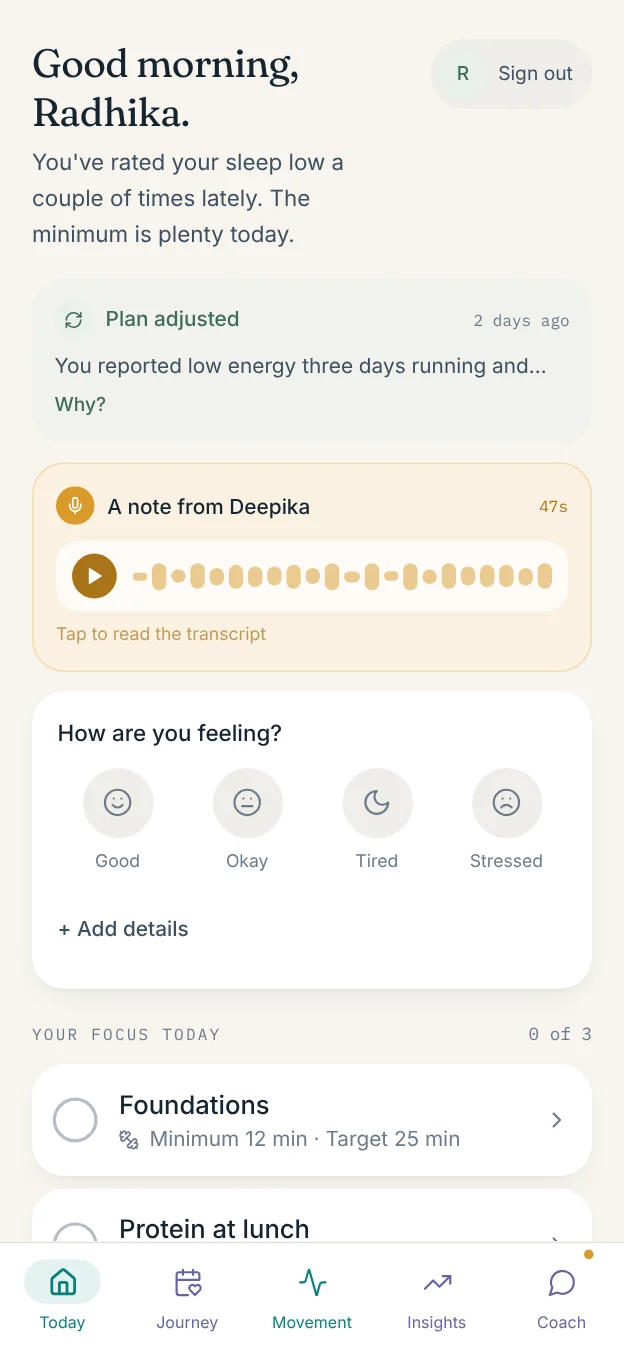 Good morning,
Radhika.
R
Sign out
You've rated your sleep low a
couple of times lately. The
minimum is plenty today.
Plan adjusted
2 days ago
You reported low energy three days running and...
Why?
A note from Deepika
47s
Tap to read the transcript
How are you feeling?
Good
Okay
Tired
Stressed
+ Add details
YOUR FOCUS TODAY
0 of 3
Foundations
Minimum 12 min · Target 25 min
Protein at lunch
Today
Journey
Movement
Insights
Coach